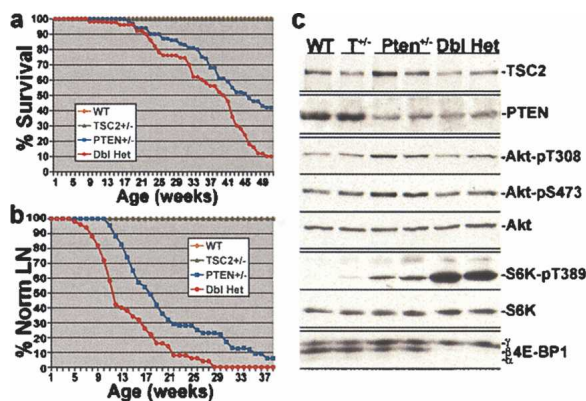 a
% Survival
100
90
80
70
60
50
40
30
20
10
0
WT
TSC2+/-
PTEN+/-
Dbl Het
1 5 9 13 17 21 25 29 33 37 41 45 49
Age (weeks)
b
% Norm LN
100
90
80
70
60
50
40
30
20
10
0
WT
TSC2+/-
PTEN+/-
Dbl Het
1 5 9 13 17 21 25 29 33 37
Age (weeks)
c
WT T+/- Pten+/- Dbl Het
-TSC2
-PTEN
-Akt-pT308
-Akt-pS473
-Akt
-S6K-pT389
-S6K
γ
β 4E-BP1
α